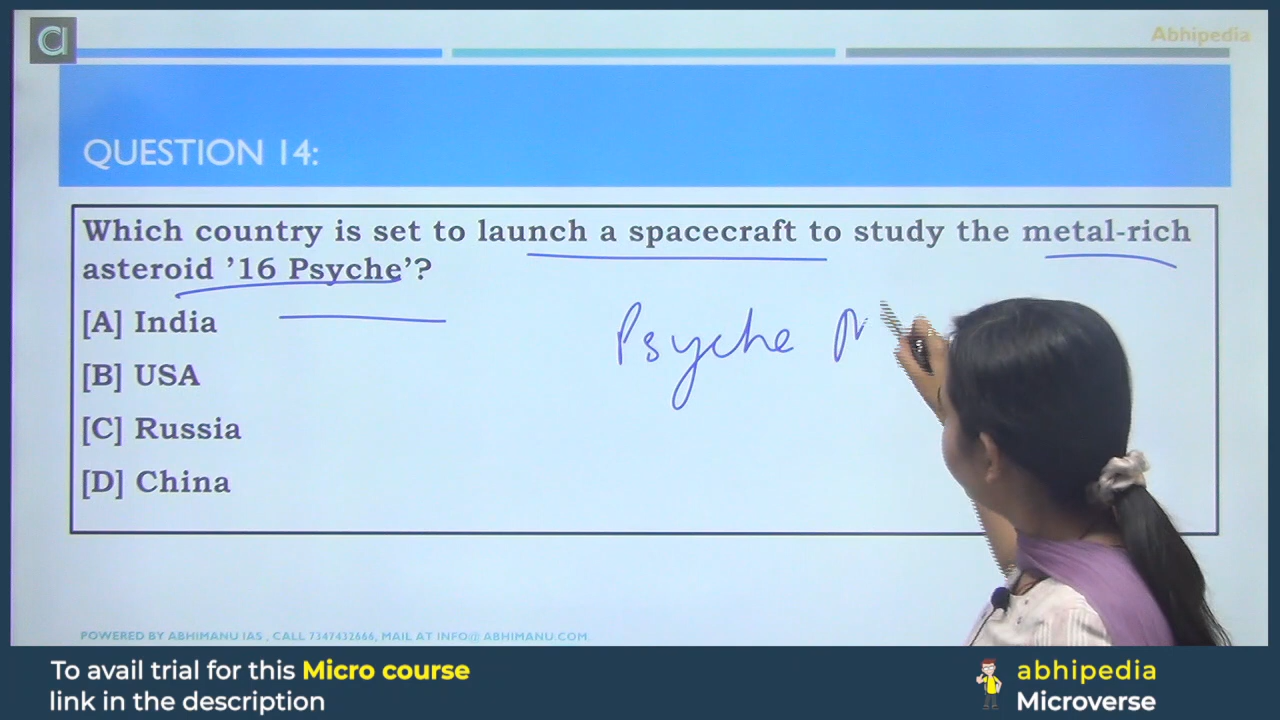 Abhipedia
QUESTION 14:
Which country is set to launch a spacecraft to study the metal-rich
asteroid ’16 Psyche’?
Psyche
[A] India
[B] USA
[C] Russia
[D] China
POWERED BY ABHIMANU IAS , CALL 7347432666, MAIL AT INFO@ ABHIMANU.COM.
To avail trial for this Micro course
link in the description
abhipedia
Microverse